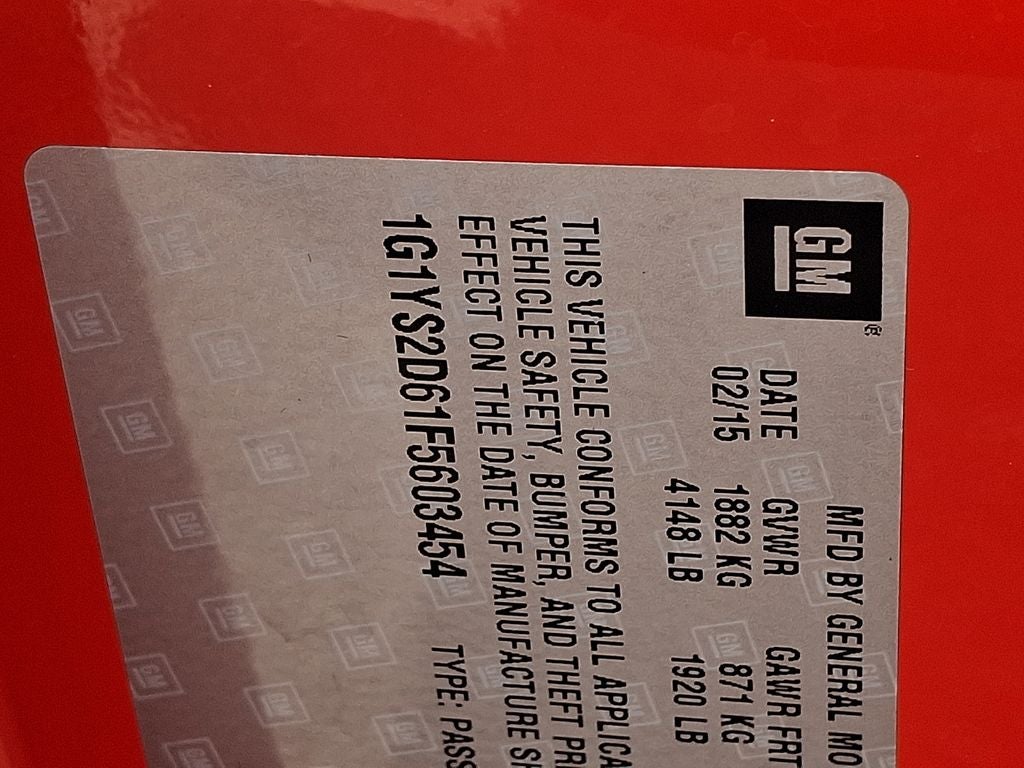 GM
MFD BY GENERAL MO
DATE GVWR GAWR FRT
02/15 1882 KG 871 KG
4148 LB 1920 LB
THIS VEHICLE CONFORMS TO ALL APPLICA
VEHICLE SAFETY, BUMPER, AND THEFT PR
EFFECT ON THE DATE OF MANUFACTURE SH
1G1YS2D61F5603454 TYPE: PASS